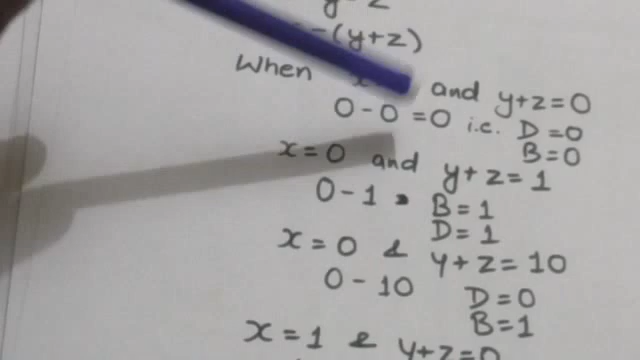 -(y+z)
When x and y+z=0
0-0=0 i.e. D=0
B=0
x=0 and y+z=1
0-1 B=1
D=1
x=0 & y+z=10
0-10 D=0
B=1
x=1 & y+z=0